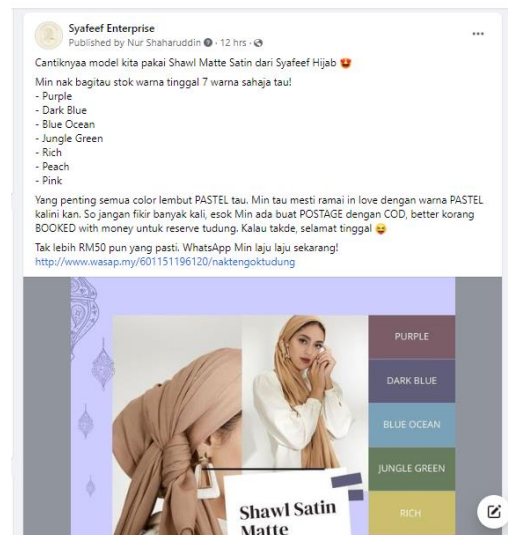 Syafeef Enterprise
Published by Nur Shaharuddin · 12 hrs ·
Cantiknyaa model kita pakai Shawl Matte Satin dari Syafeef Hijab 🤩
Min nak bagitau stok warna tinggal 7 warna sahaja tau!
- Purple
- Dark Blue
- Blue Ocean
- Jungle Green
- Rich
- Peach
- Pink
Yang penting semua color lembut PASTEL tau. Min tau mesti ramai in love dengan warna PASTEL
kalini kan. So jangan fikir banyak kali, esok Min ada buat POSTAGE dengan COD, better korang
BOOKED with money untuk reserve tudung. Kalau takde, selamat tinggal 😝
Tak lebih RM50 pun yang pasti. WhatsApp Min laju laju sekarang!
http://www.wasap.my/601151196120/naktengoktudung
PURPLE
DARK BLUE
BLUE OCEAN
JUNGLE GREEN
RICH
Shawl Satin
Matte